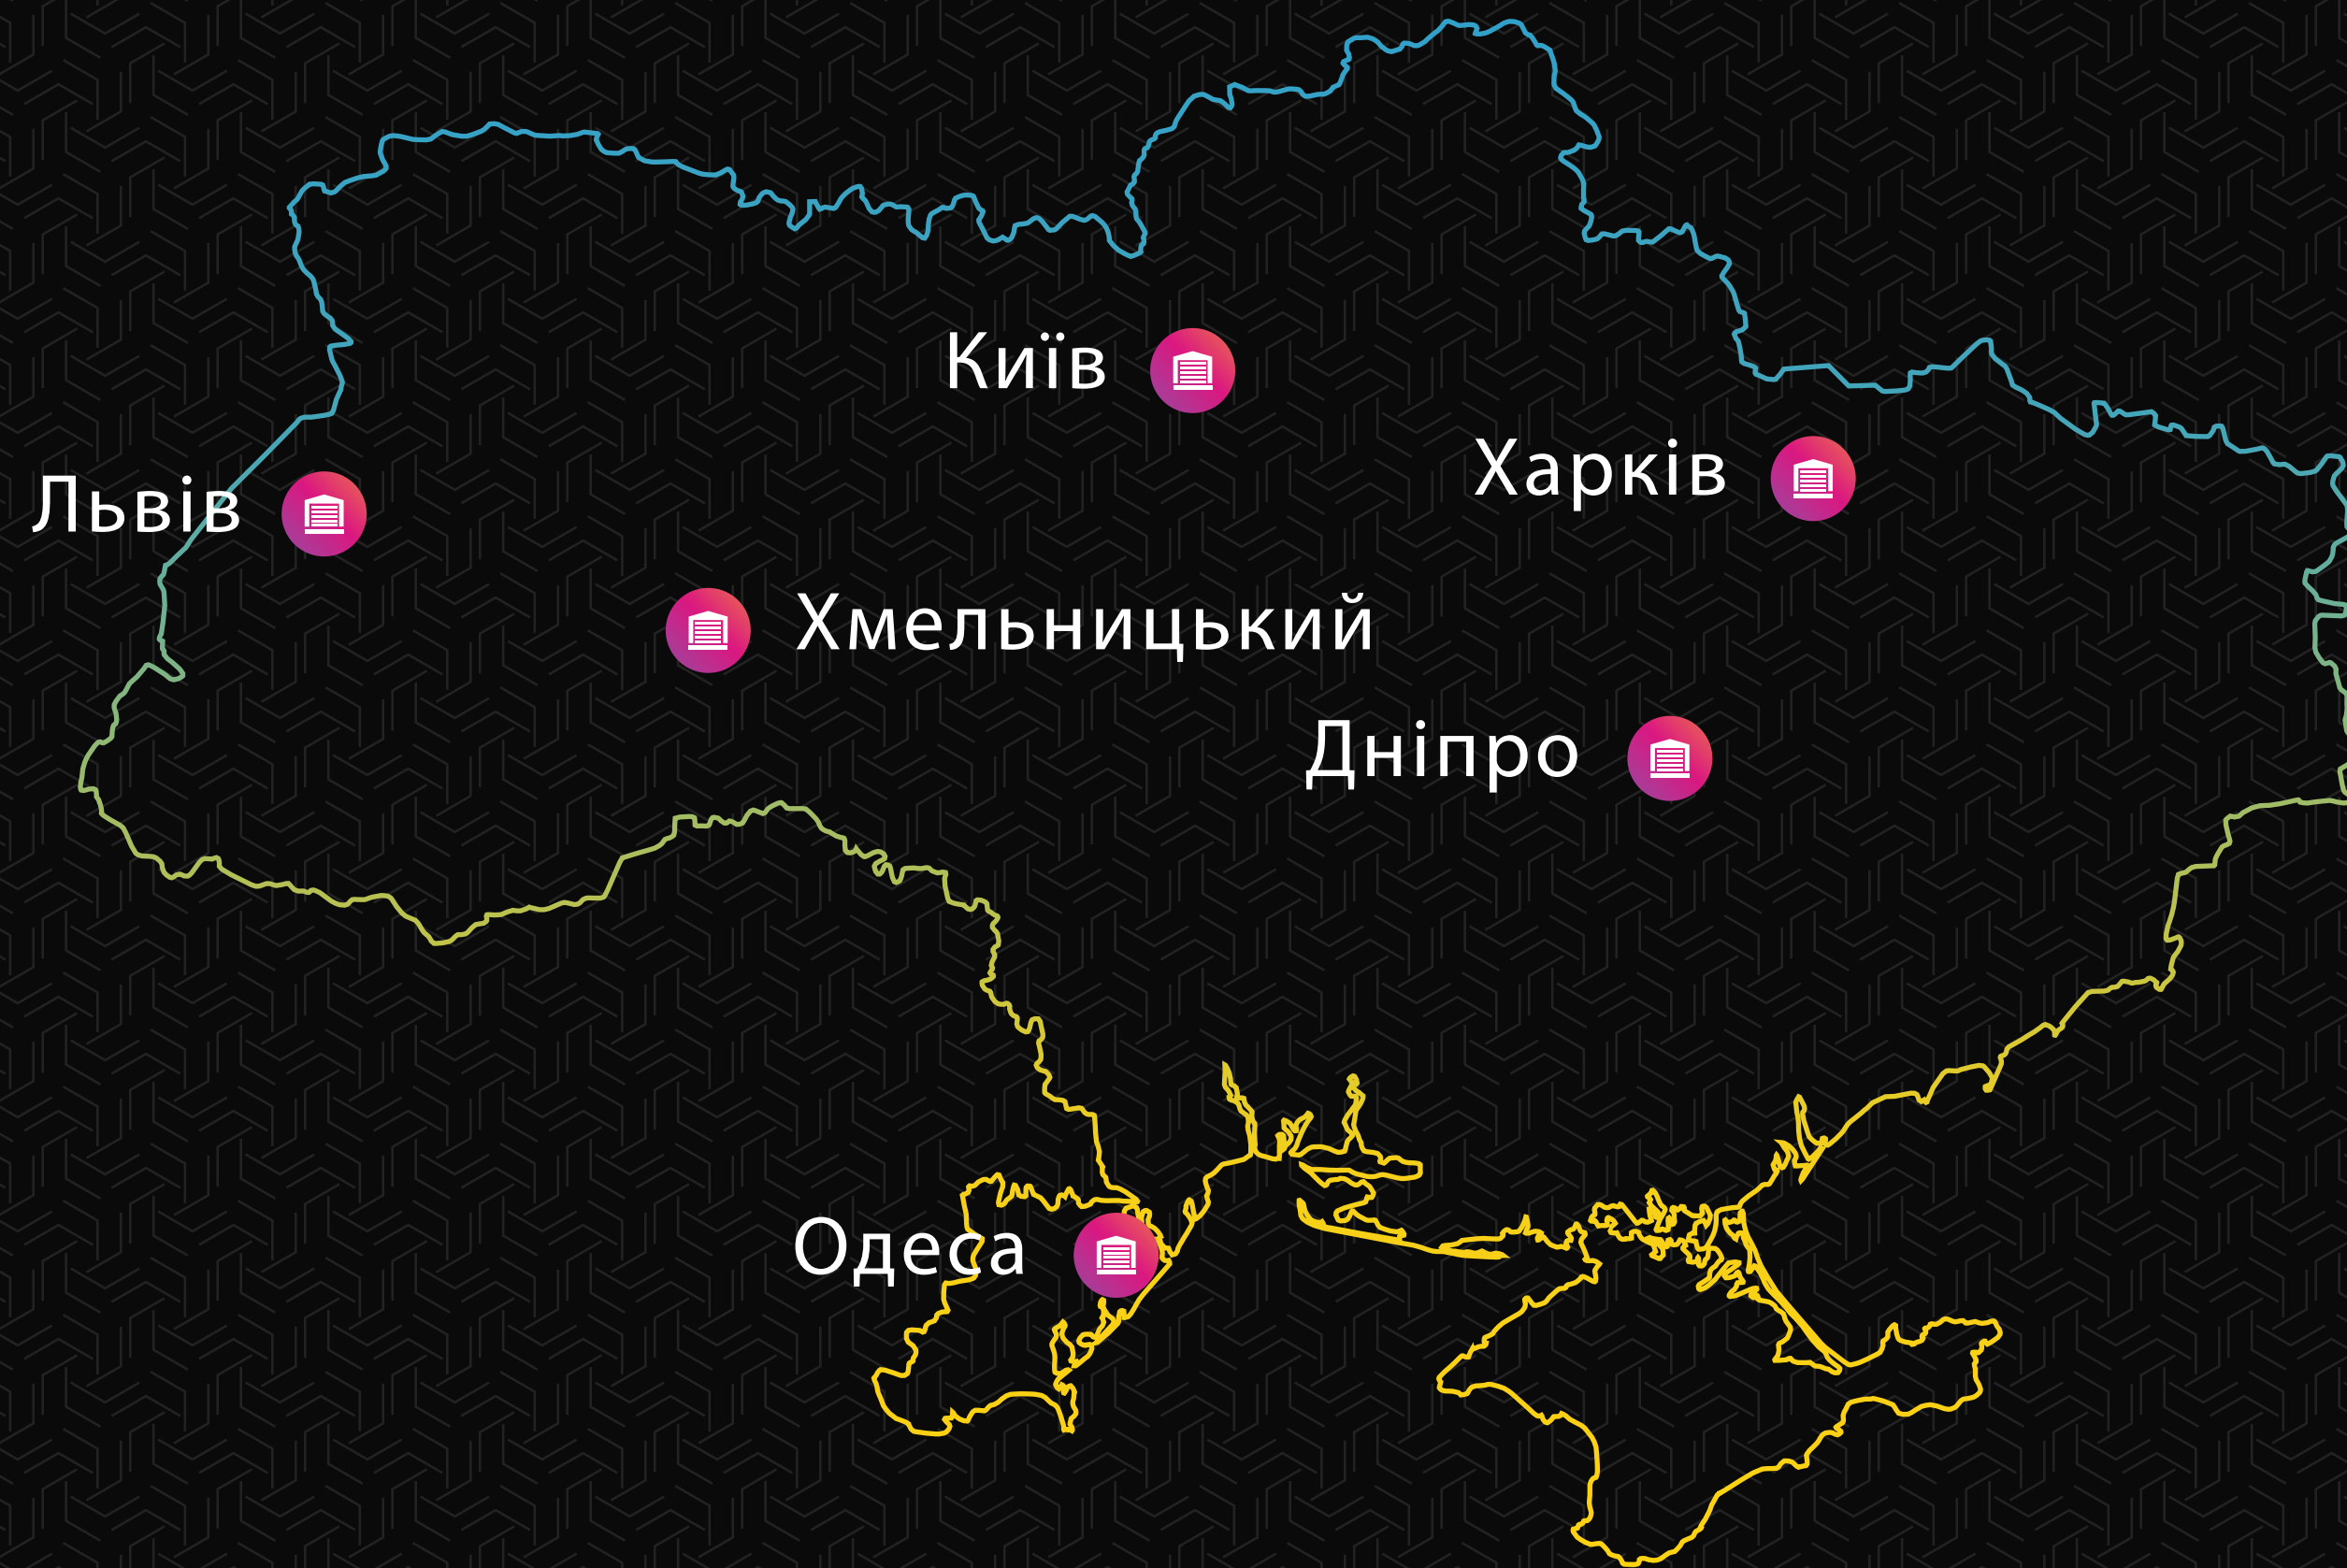 Київ
Харків
Львів
Хмельницький
Дніпро
Одеса